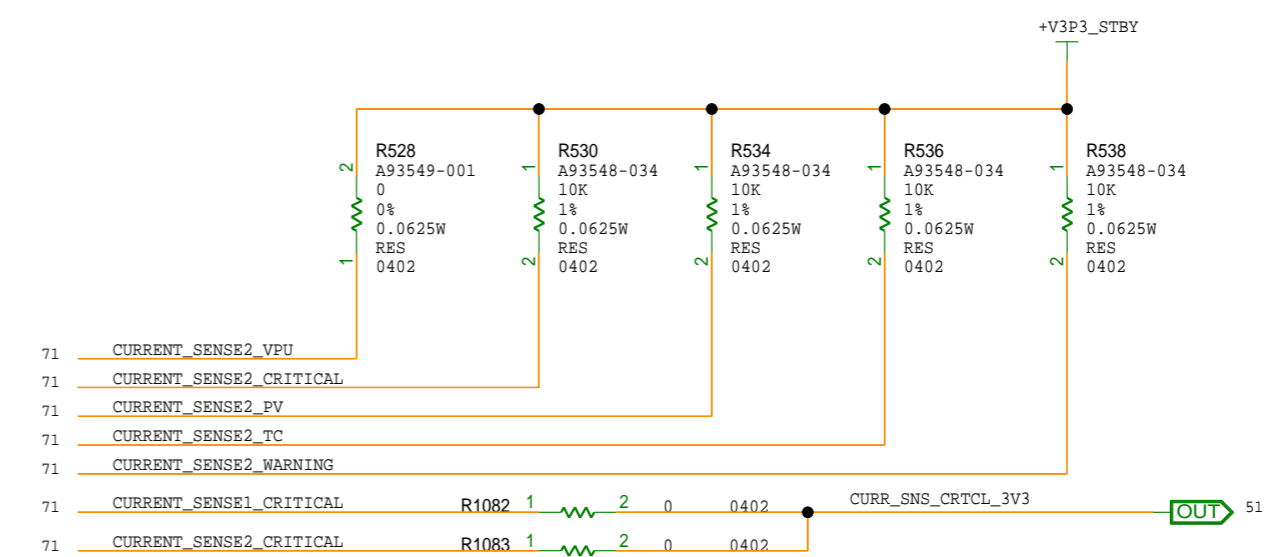 +V3P3_STBY
R528 R530 R534 R536 R538
2 A93549-001 1 A93548-034 1 A93548-034 1 A93548-034 1 A93548-034
0 10K 10K 10K 10K
0% 1% 1% 1% 1%
0.0625W 0.0625W 0.0625W 0.0625W 0.0625W
RES RES RES RES RES
1 0402 2 0402 2 0402 2 0402 2 0402
71 CURRENT_SENSE2_VPU
71 CURRENT_SENSE2_CRITICAL
71 CURRENT_SENSE2_PV
71 CURRENT_SENSE2_TC
71 CURRENT_SENSE2_WARNING
71 CURRENT_SENSE1_CRITICAL R1082 1 2 0 0402 CURR_SNS_CRTCL_3V3 OUT 51
71 CURRENT_SENSE2_CRITICAL R1083 1 2 0 0402